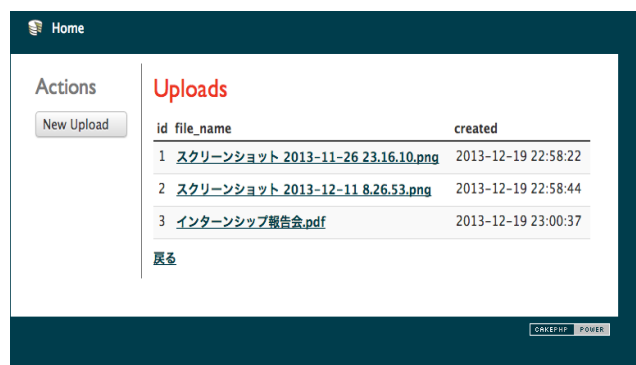 Home
Actions
New Upload
Uploads
id file_name created
1 スクリーンショット 2013-11-26 23.16.10.png 2013-12-19 22:58:22
2 スクリーンショット 2013-12-11 8.26.53.png 2013-12-19 22:58:44
3 インターンシップ報告会.pdf 2013-12-19 23:00:37
戻る
CAKEPHP POWER